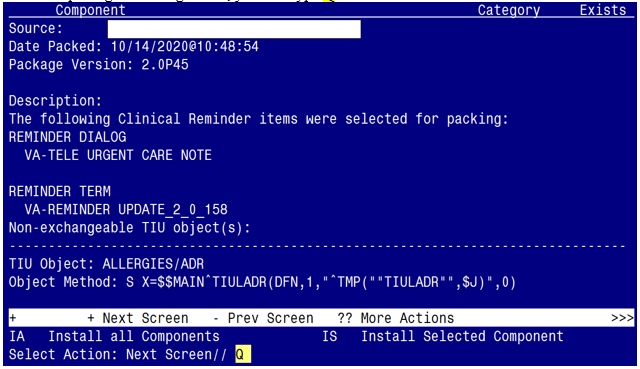 Component Category Exists
Source:
Date Packed: 10/14/2020@10:48:54
Package Version: 2.0P45
Description:
The following Clinical Reminder items were selected for packing:
REMINDER DIALOG
VA-TELE URGENT CARE NOTE
REMINDER TERM
VA-REMINDER UPDATE_2_0_158
Non-exchangeable TIU object(s):
--------------------------------------------------------------------------------
TIU Object: ALLERGIES/ADR
Object Method: S X=$$MAIN^TIULADR(DFN,1,"^TMP(""TIULADR"",$J)",0)
+ + Next Screen - Prev Screen ?? More Actions >>>
IA Install all Components IS Install Selected Component
Select Action: Next Screen// Q